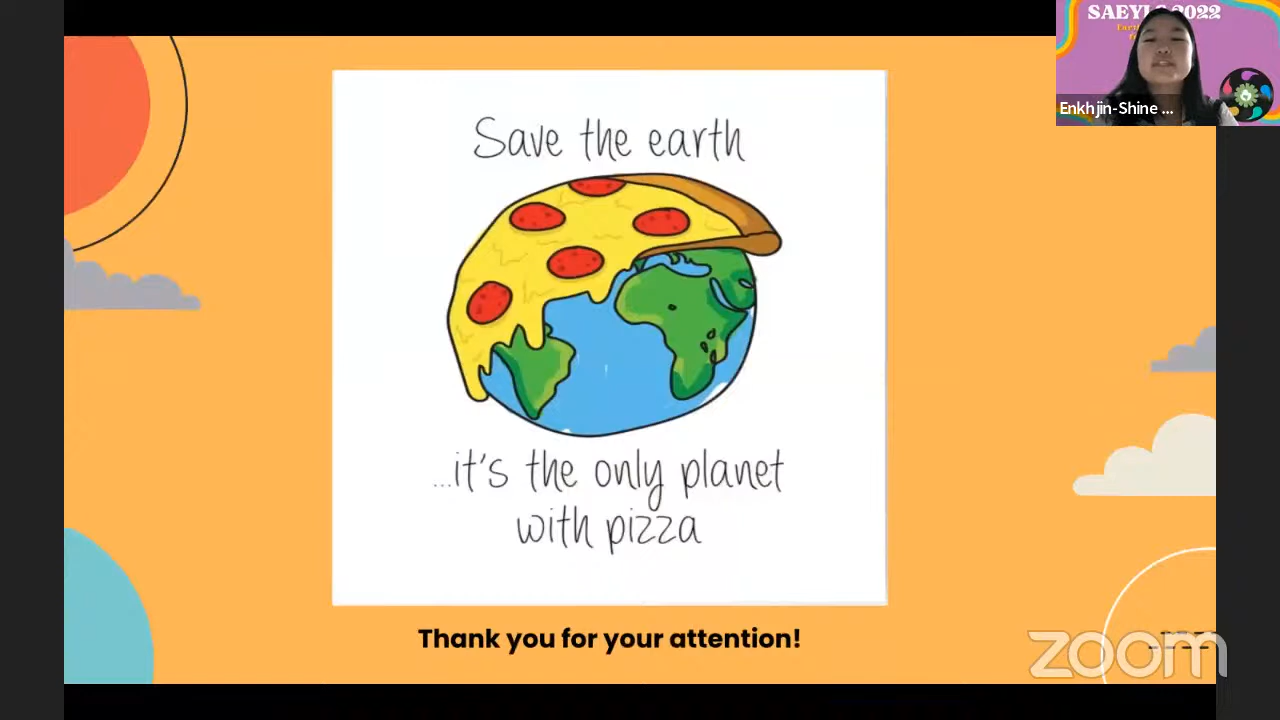 SAEYLS 2022
Enkhjin-Shine ...
Save the earth
...it's the only planet
with pizza
Thank you for your attention!
zoom